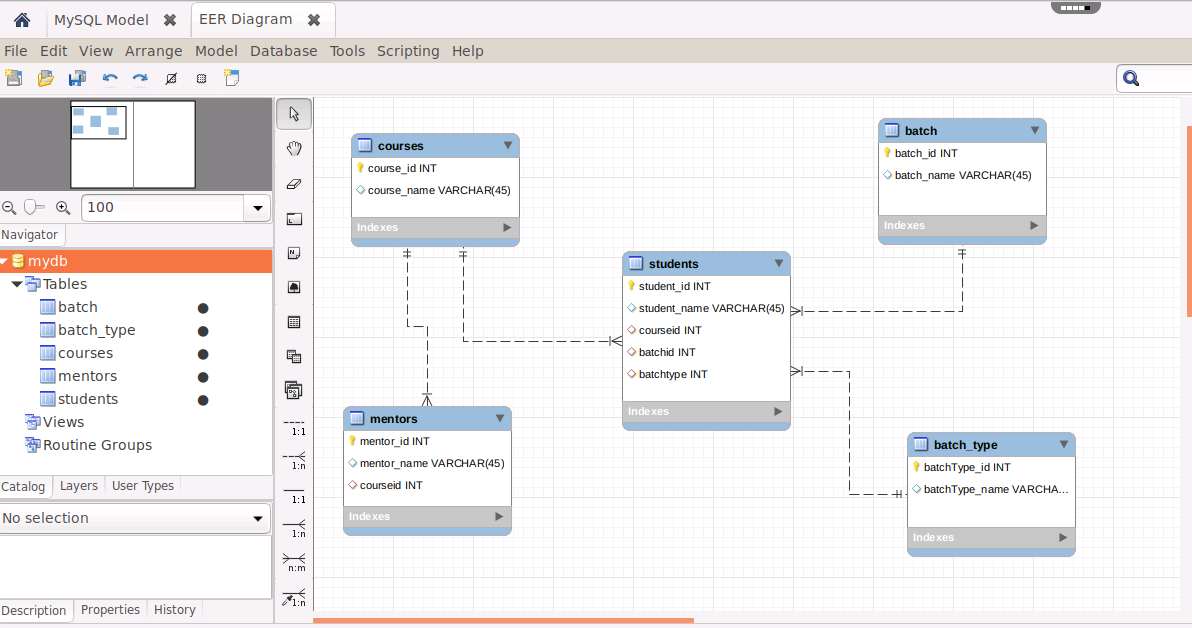 MySQL Model
EER Diagram
File Edit View Arrange Model Database Tools Scripting Help
100
Navigator
mydb
Tables
batch
batch_type
courses
mentors
students
Views
Routine Groups
Catalog Layers User Types
No selection
Description Properties History
1:1
1:n
1:1
1:n
n:m
1:n
courses
course_id INT
course_name VARCHAR(45)
Indexes
mentors
mentor_id INT
mentor_name VARCHAR(45)
courseid INT
Indexes
students
student_id INT
student_name VARCHAR(45)
courseid INT
batchid INT
batchtype INT
Indexes
batch
batch_id INT
batch_name VARCHAR(45)
Indexes
batch_type
batchType_id INT
batchType_name VARCHA...
Indexes